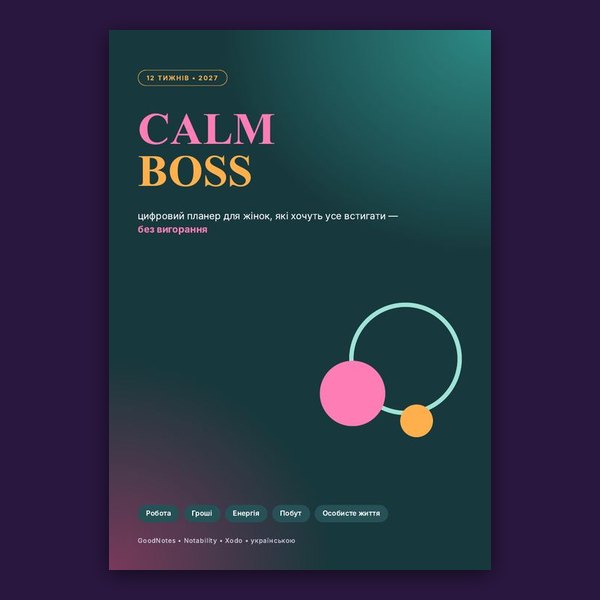 12 ТИЖНІВ • 2027
CALM
BOSS
цифровий планер для жінок, які хочуть усе встигати —
без вигорання
Робота Гроші Енергія Побут Особисте життя
GoodNotes • Notability • Xodo • українською